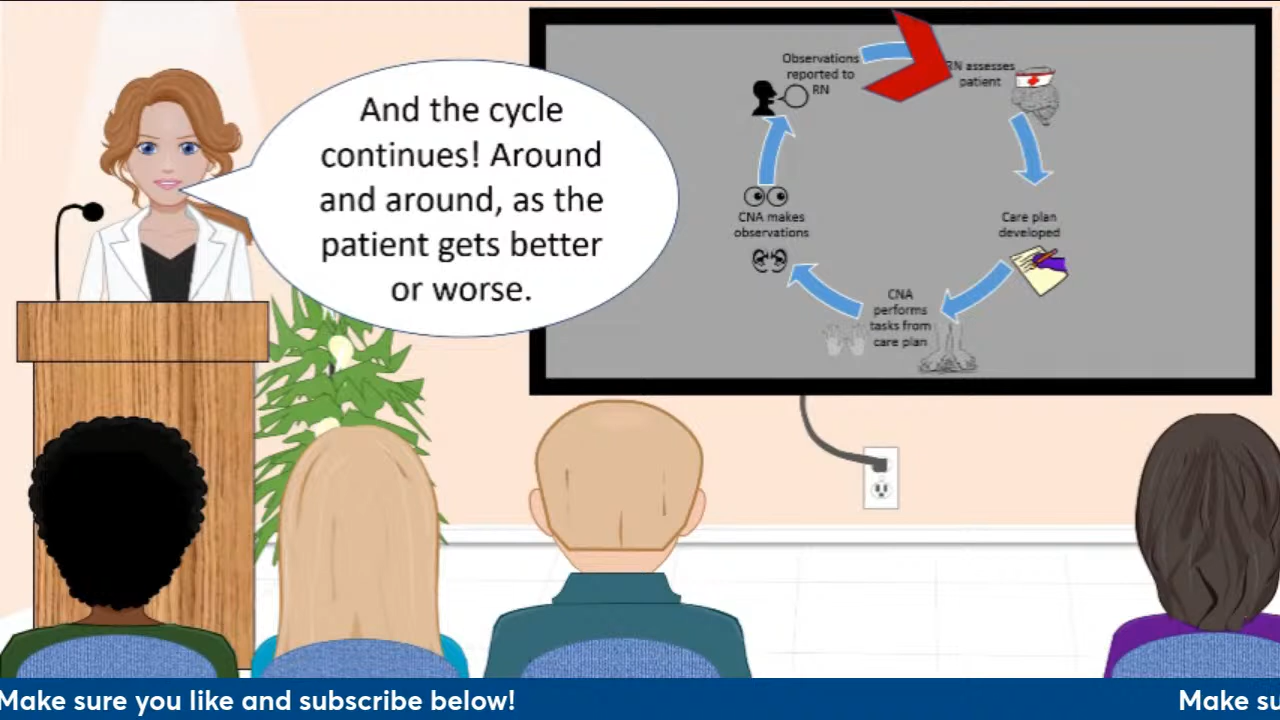 And the cycle
continues! Around
and around, as the
patient gets better
or worse.
Observations
reported to
RN
RN assesses
patient
Care plan
developed
CNA
performs
tasks from
care plan
CNA makes
observations
Make sure you like and subscribe below!
Make su